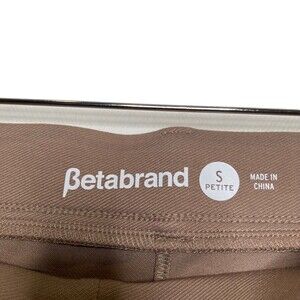 Betabrand
S
PETITE
MADE IN
CHINA